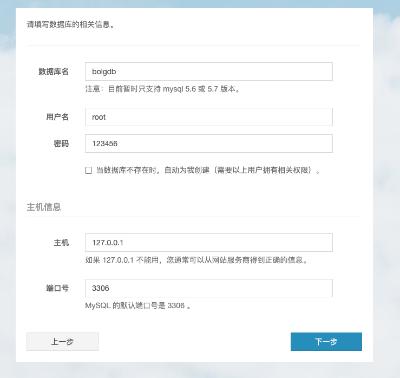 请填写数据库的相关信息。
数据库名 boigdb
注意：目前暂时只支持 mysql 5.6 或 5.7 版本。
用户名 root
密码 123456
当数据库不存在时，自动为我创建（需要以上用户拥有相关权限）。
主机信息
主机 127.0.0.1
如果 127.0.0.1 不能用，您通常可以从网站服务商得到正确的信息。
端口号 3306
MySQL 的默认端口号是 3306 。
上一步 下一步